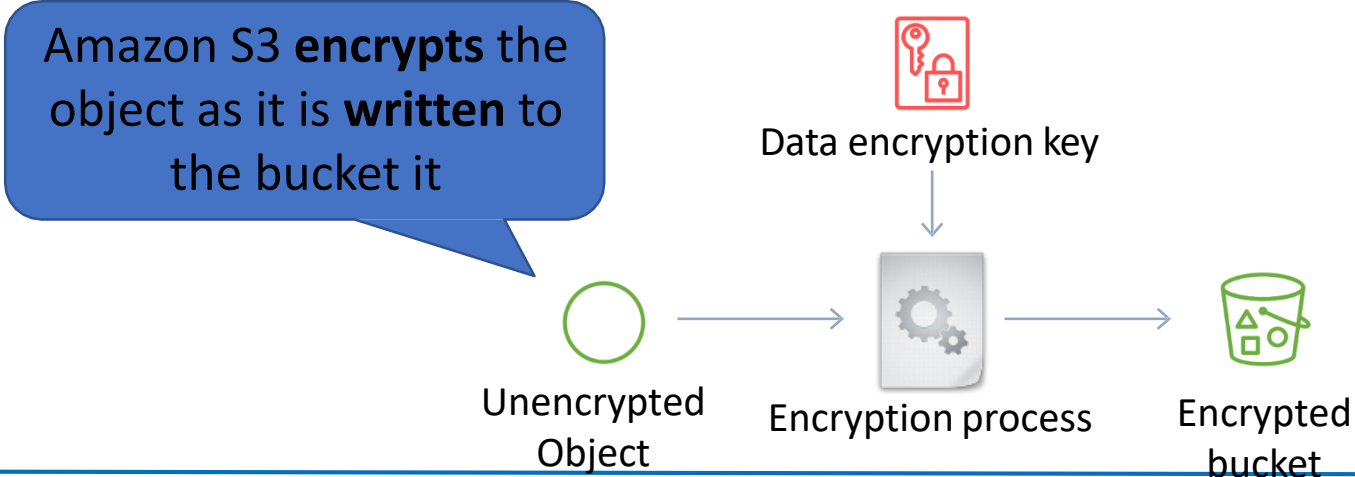 Amazon S3 encrypts the
object as it is written to
the bucket it
Data encryption key
Unencrypted
Object
Encryption process
Encrypted
bucket